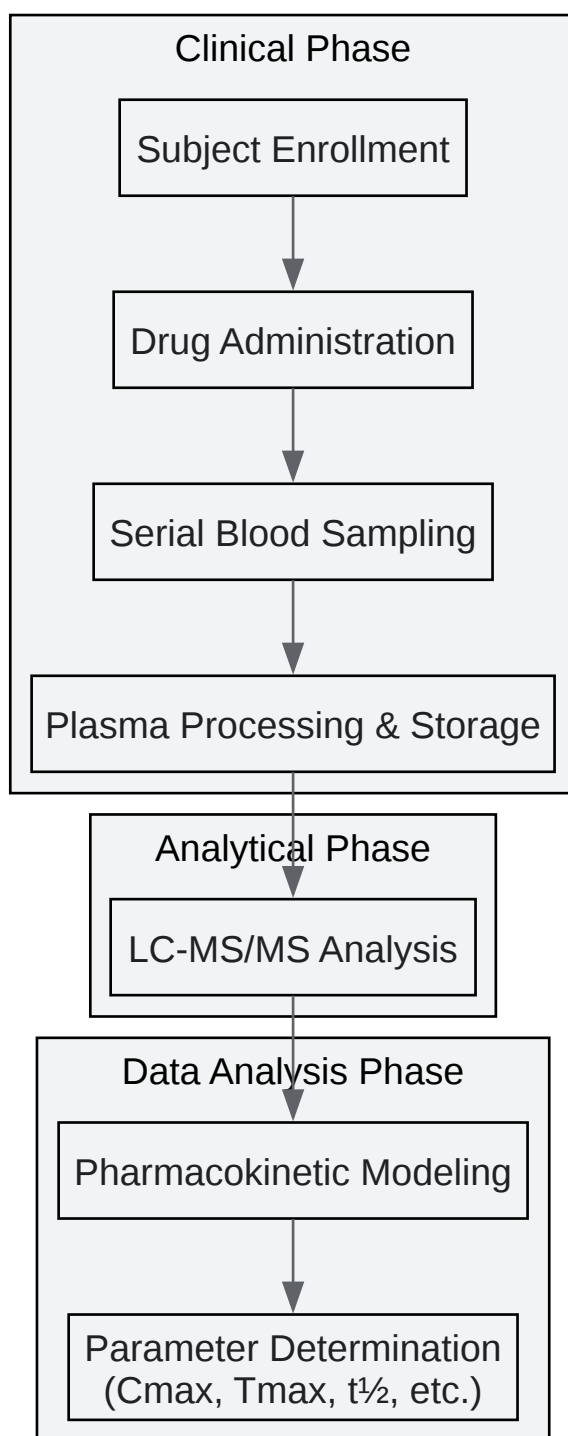 Clinical Phase
Subject Enrollment
Drug Administration
Serial Blood Sampling
Plasma Processing & Storage
Analytical Phase
LC-MS/MS Analysis
Data Analysis Phase
Pharmacokinetic Modeling
Parameter Determination
(Cmax, Tmax, t½, etc.)